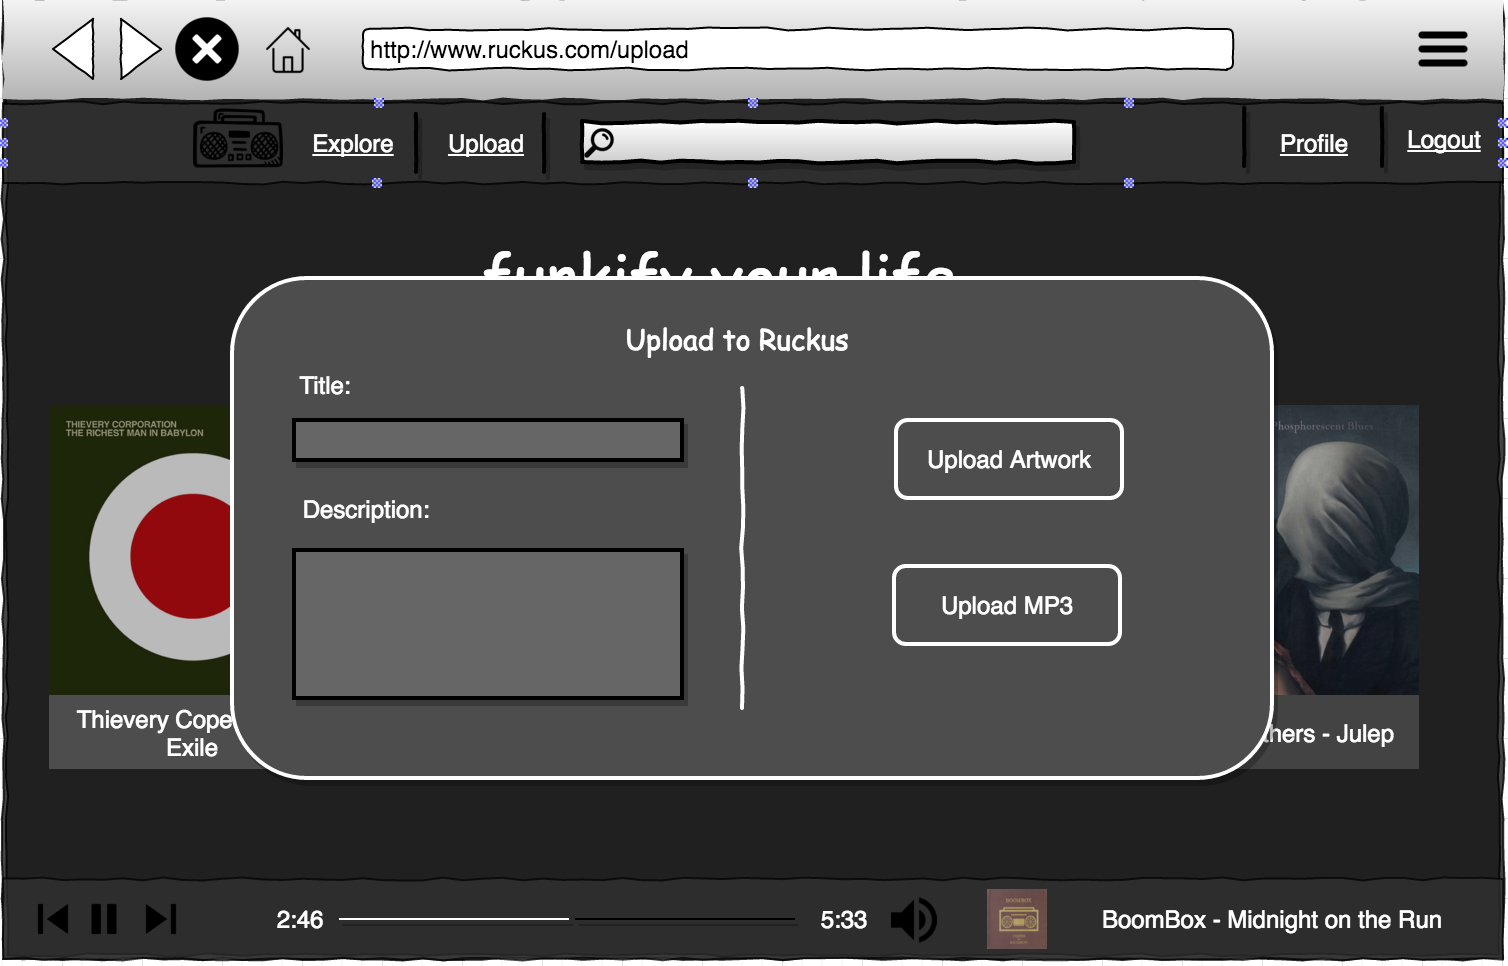 http://www.ruckus.com/upload
Explore
Upload
Profile
Logout
funkify your life
Upload to Ruckus
Title:
Description:
Upload Artwork
Upload MP3
THIEVERY CORPORATION
THE RICHEST MAN IN BABYLON
Thievery Cope
Exile
Phosphorescent Blues
hers - Julep
2:46
5:33
BOOMBOX
BoomBox - Midnight on the Run